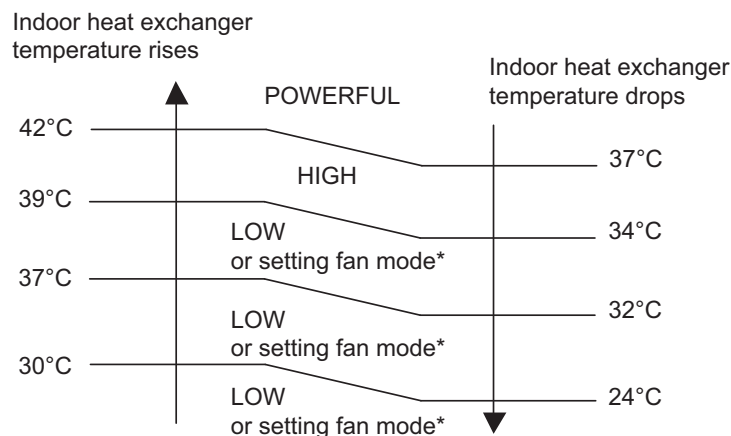 Indoor heat exchanger
temperature rises
Indoor heat exchanger
temperature drops
POWERFUL
42°C
37°C
HIGH
39°C
34°C
LOW
or setting fan mode*
37°C
32°C
LOW
or setting fan mode*
30°C
24°C
LOW
or setting fan mode*